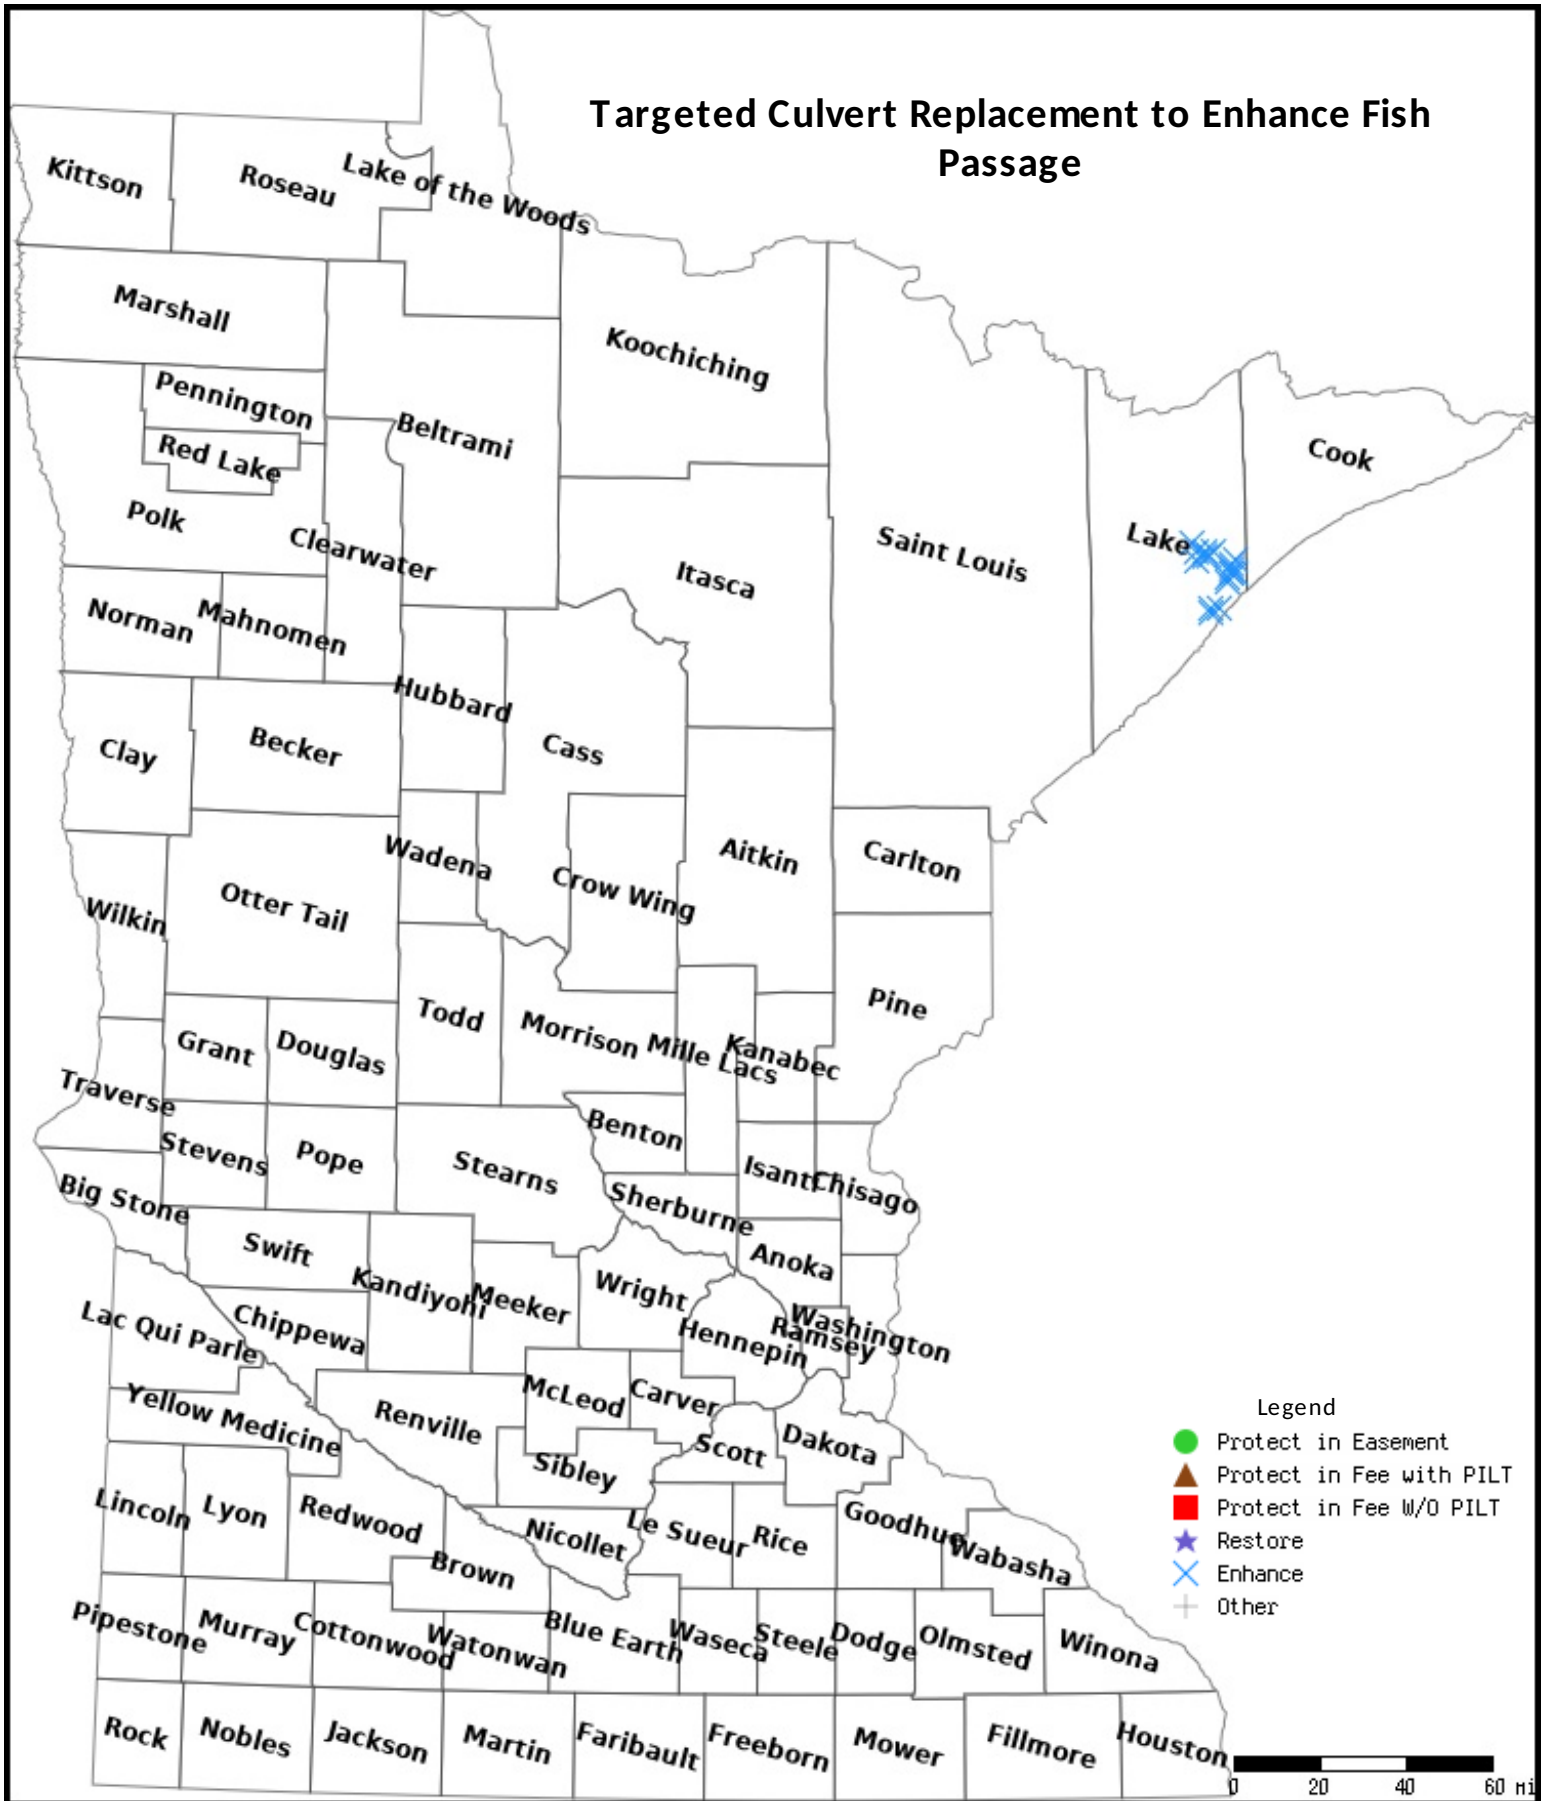 Targeted Culvert Replacement to Enhance Fish
Passage
Kittson
Roseau
Lake of the Woods
Marshall
Koochiching
Pennington
Beltrami
Red Lake
Cook
Polk
Clearwater
Saint Louis
Lake
Itasca
Norman
Mahnomen
Hubbard
Clay
Becker
Cass
Wadena
Aitkin
Carlton
Crow Wing
Otter Tail
Wilkin
Pine
Todd
Morrison
Mille Lacs
Kanabec
Grant
Douglas
Traverse
Benton
Stevens
Pope
Stearns
Isanti
Chisago
Big Stone
Sherburne
Swift
Anoka
Kandiyohi
Meeker
Wright
Washington
Ramsey
Hennepin
Lac Qui Parle
Chippewa
McLeod
Carver
Yellow Medicine
Renville
Scott
Dakota
Sibley
Legend
Protect in Easement
Protect in Fee with PILT
Protect in Fee W/O PILT
Restore
Enhance
Other
Lincoln
Lyon
Redwood
Nicollet
Le Sueur
Rice
Goodhue
Wabasha
Brown
Pipestone
Murray
Cottonwood
Watonwan
Blue Earth
Waseca
Steele
Dodge
Olmsted
Winona
Rock
Nobles
Jackson
Martin
Faribault
Freeborn
Mower
Fillmore
Houston
0 20 40 60 mi